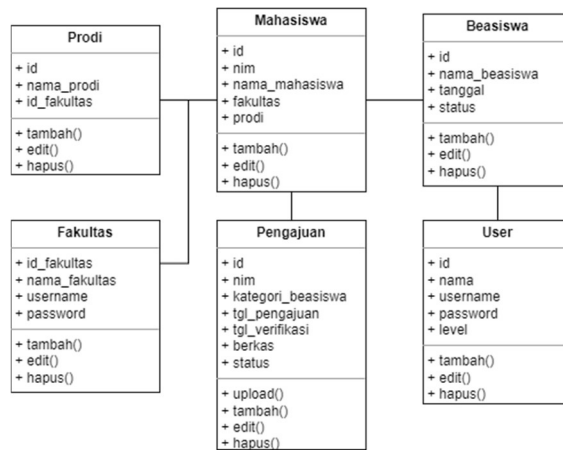 Prodi
+ id
+ nama_prodi
+ id_fakultas
+ tambah()
+ edit()
+ hapus()
Mahasiswa
+ id
+ nim
+ nama_mahasiswa
+ fakultas
+ prodi
+ tambah()
+ edit()
+ hapus()
Beasiswa
+ id
+ nama_beasiswa
+ tanggal
+ status
+ tambah()
+ edit()
+ hapus()
Fakultas
+ id_fakultas
+ nama_fakultas
+ username
+ password
+ tambah()
+ edit()
+ hapus()
Pengajuan
+ id
+ nim
+ kategori_beasiswa
+ tgl_pengajuan
+ tgl_verifikasi
+ berkas
+ status
+ upload()
+ tambah()
+ edit()
+ hapus()
User
+ id
+ nama
+ username
+ password
+ level
+ tambah()
+ edit()
+ hapus()